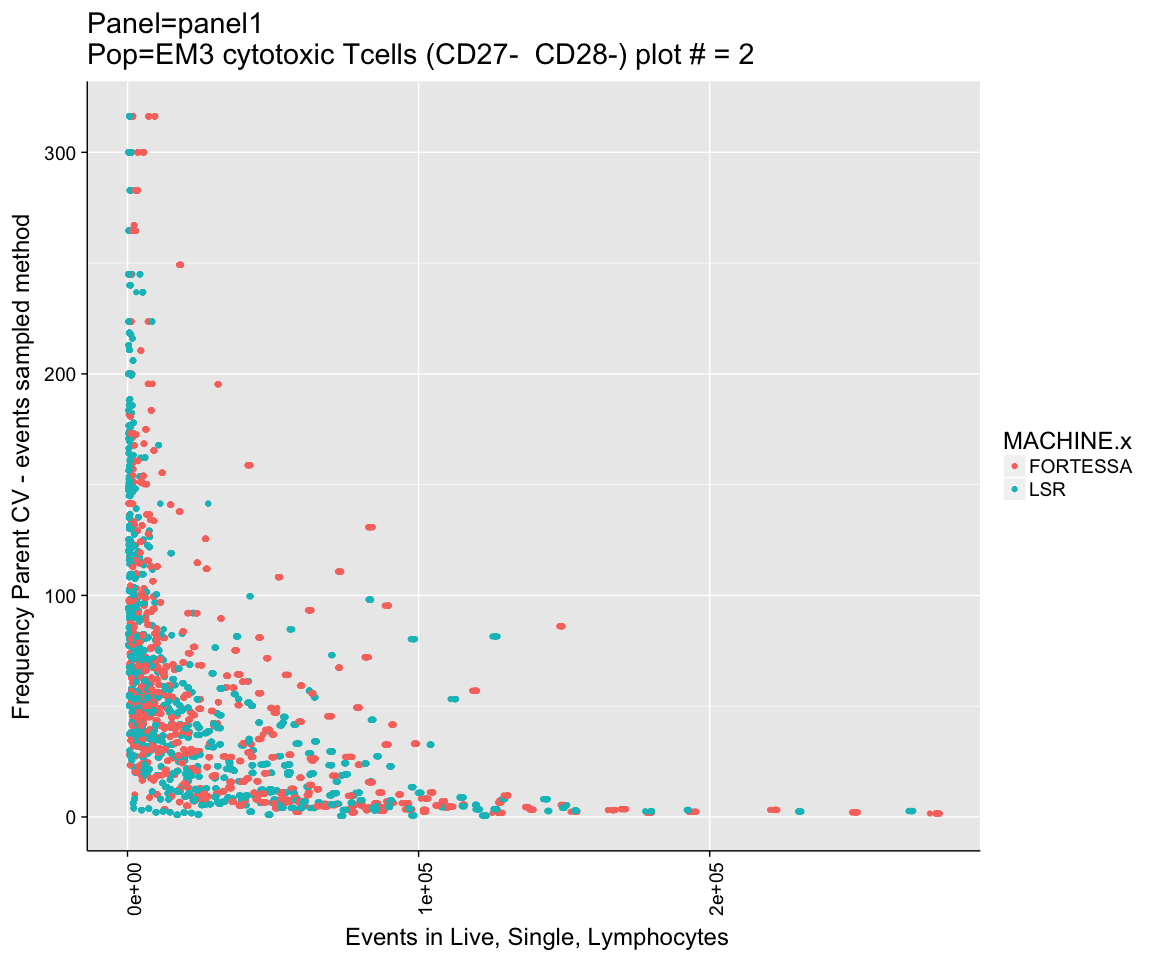 Panel=panel1
Pop=EM3 cytotoxic Tcells (CD27-  CD28-) plot # = 2
Frequency Parent CV - events sampled method
300
200
100
0
0e+00
1e+05
2e+05
Events in Live, Single, Lymphocytes
MACHINE.x
FORTESSA
LSR